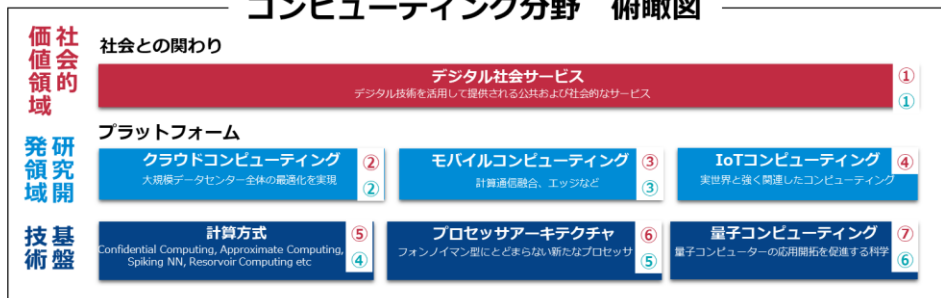 コンピューティング分野 俯瞰図
社会的
価値領域
社会との関わり
デジタル社会サービス
デジタル技術を活用して提供される公共および社会的なサービス
①
①
研究開
発領域
プラットフォーム
クラウドコンピューティング
大規模データセンター全体の最適化を実現
②
②
モバイルコンピューティング
計算通信融合、エッジなど
③
③
IoTコンピューティング
実世界と強く関連したコンピューティング
④
基盤
技術
計算方式
Confidential Computing, Approximate Computing,
Spiking NN, Resorvoir Computing etc
⑤
④
プロセッサアーキテクチャ
フォンノイマン型にとどまらない新たなプロセッサ
⑥
⑤
量子コンピューティング
量子コンピューターの応用開拓を促進する科学
⑦
⑥